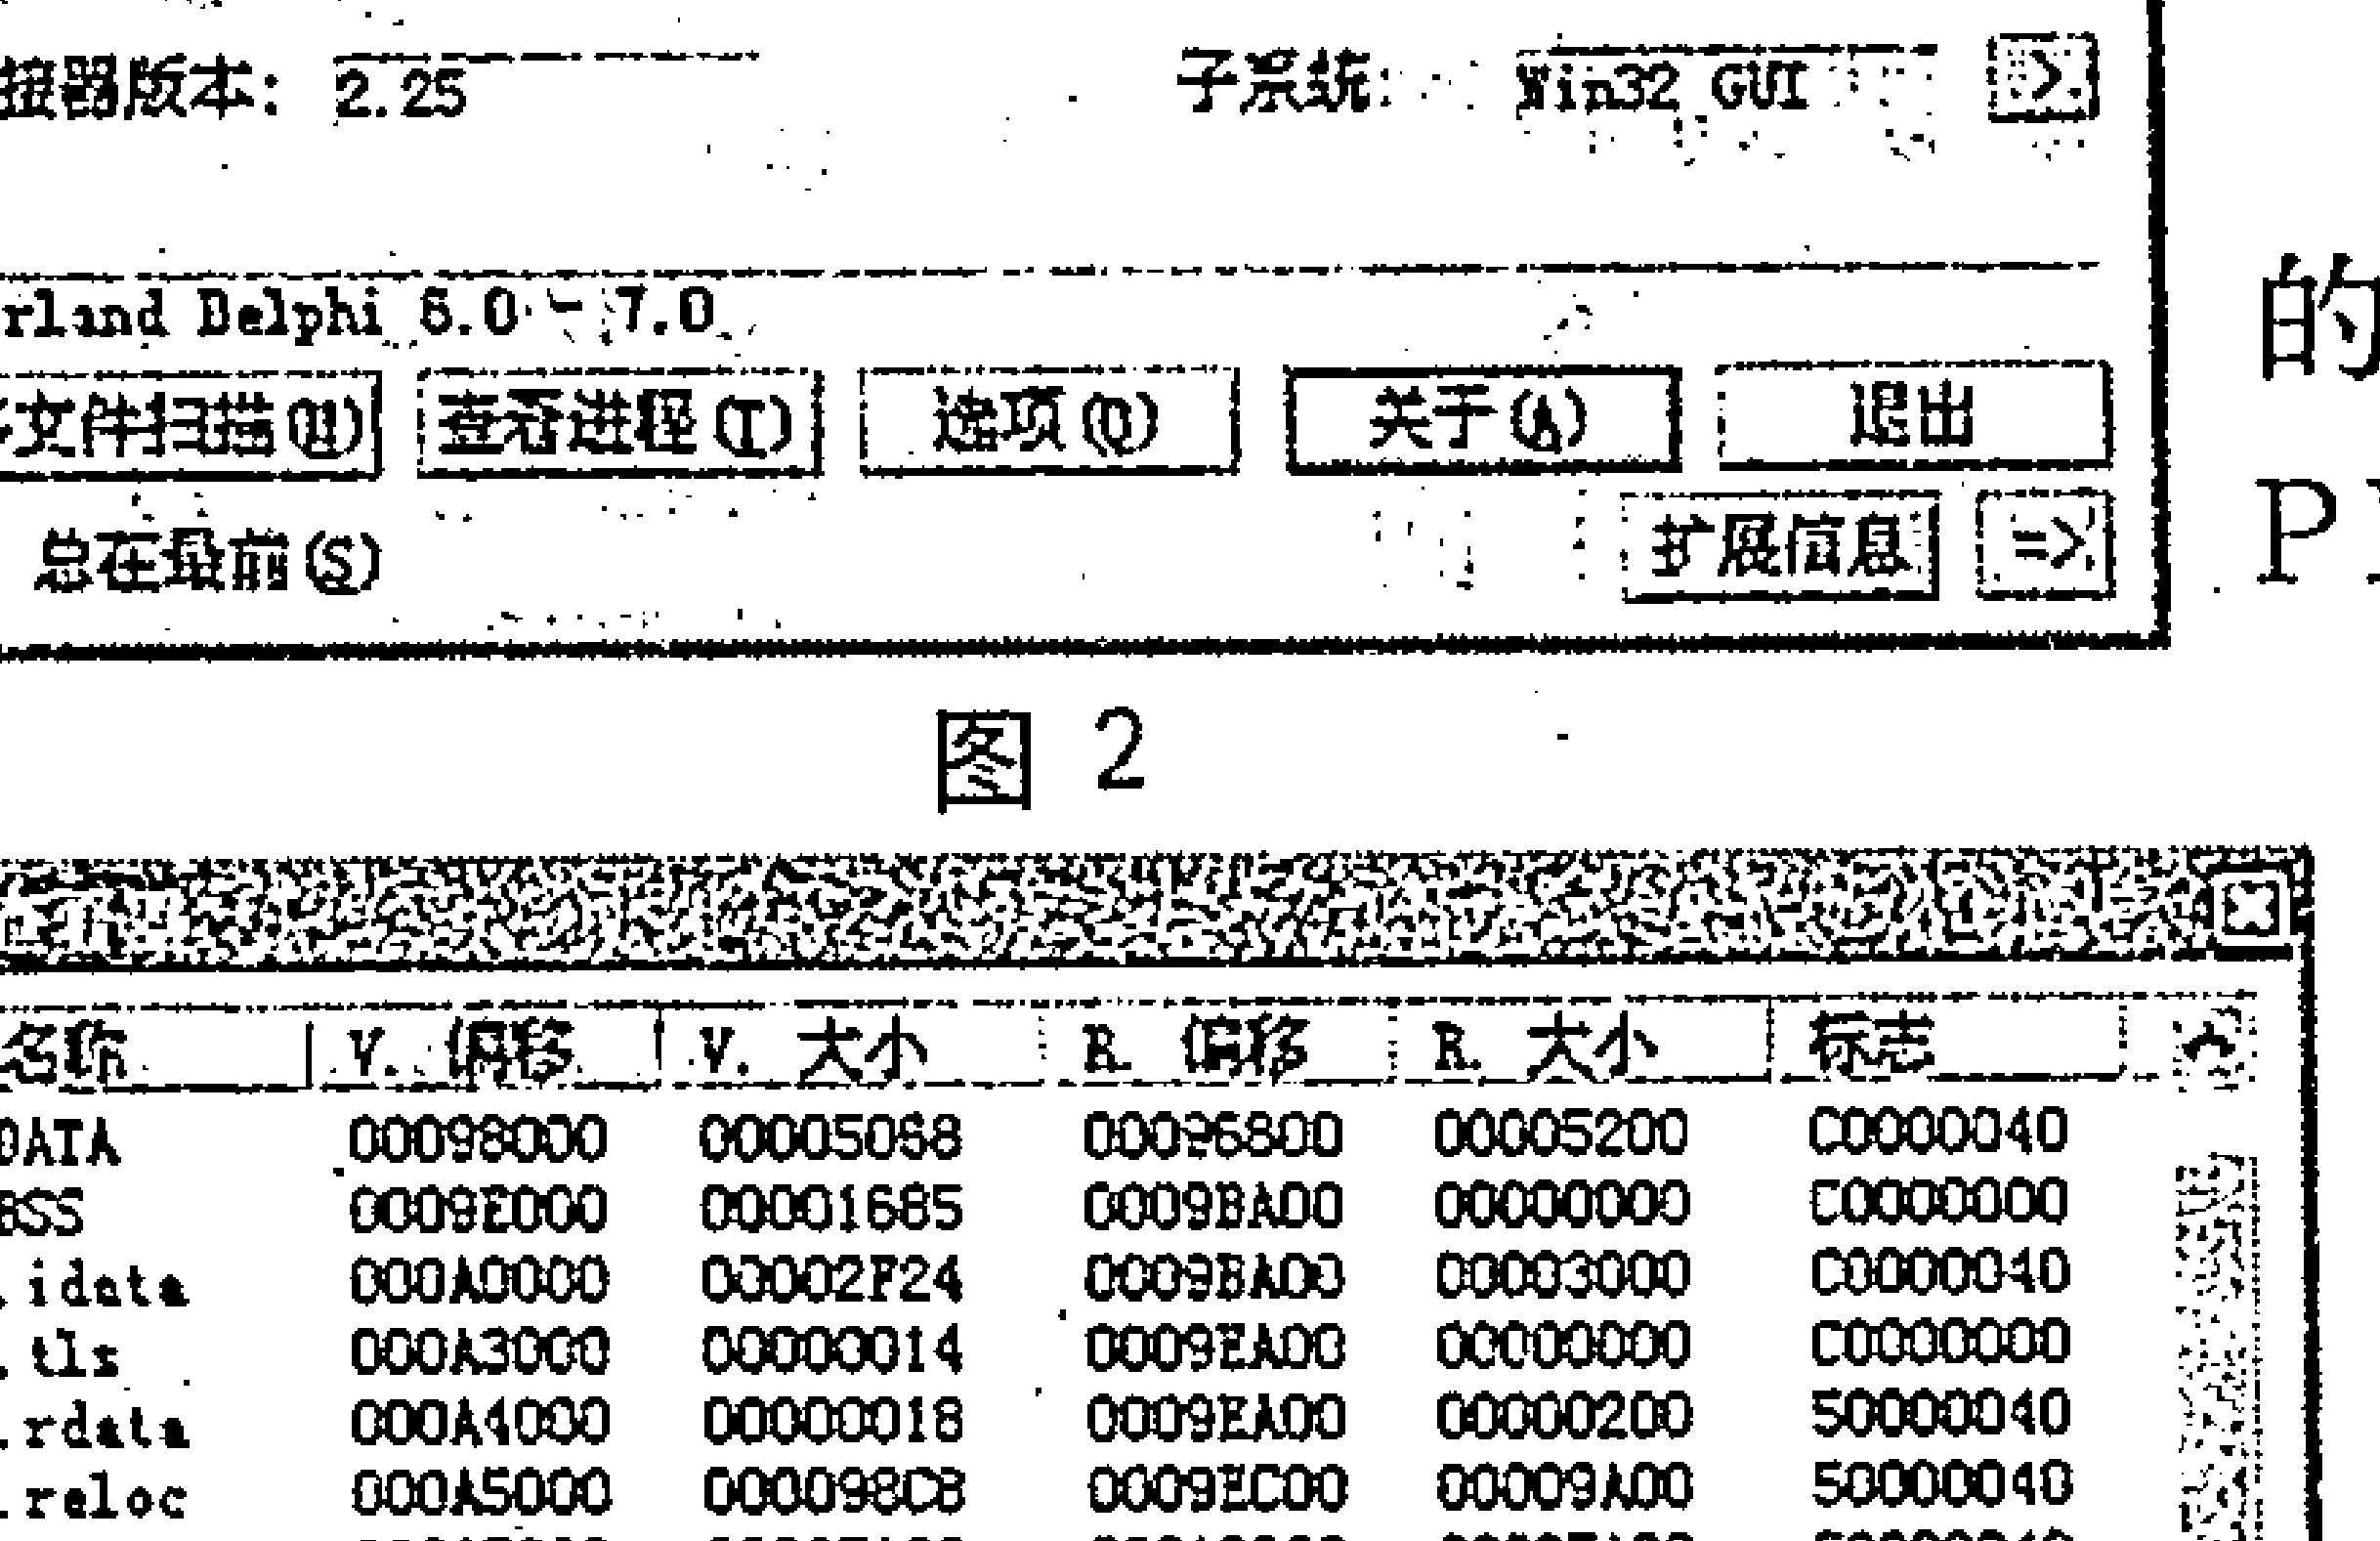 接器版本: 2.25 子系统: Win32 GUI >
rland Delphi 6.0 - 7.0
文件扫描(M) 查看进程(T) 选项(O) 关于(A) 退出
总在最前(S) 扩展信息 =>
的
P
图 2
名称 V. 偏移 V. 大小 R. 偏移 R. 大小 标志
DATA 00098000 00005068 00096800 00005200 C0000040
BSS 0009E000 00001685 0009BA00 00000000 C0000000
.idata 000A0000 00002F24 0009BA00 00003000 C0000040
.tls 000A3000 00000014 0009EA00 00000000 C0000000
.rdata 000A4000 00000018 0009EA00 00000200 50000040
.reloc 000A5000 000098C8 0009EC00 00009A00 50000040